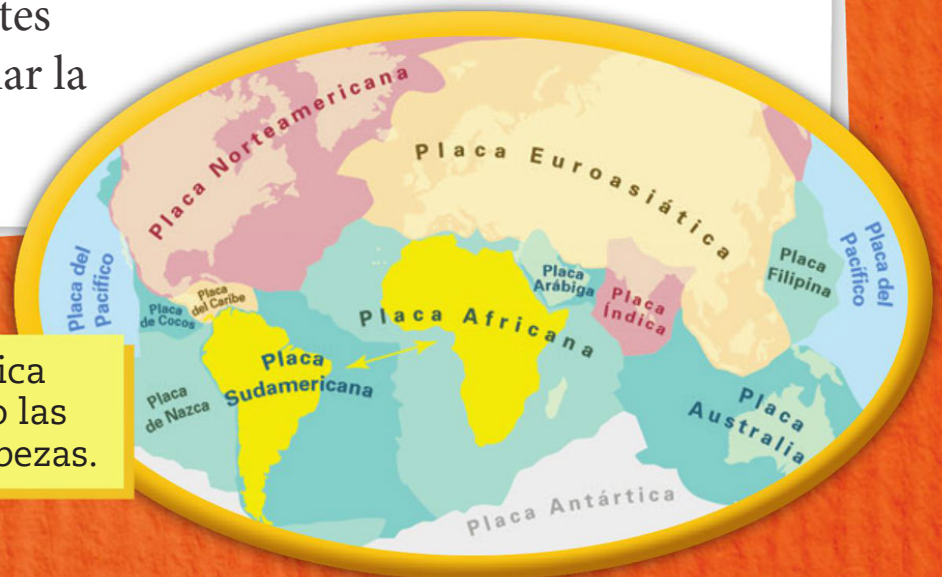 tes
ar la
Placa Norteamericana
Placa Euroasiática
Placa del
Pacífico
Placa
del Caribe
Placa
de Cocos
Placa
Arábiga
Placa
Índica
Placa
Filipina
Placa del
Pacífico
Placa Africana
Placa
Sudamericana
Placa
de Nazca
Placa
Australia
Placa Antártica
ica
o las
bezas.